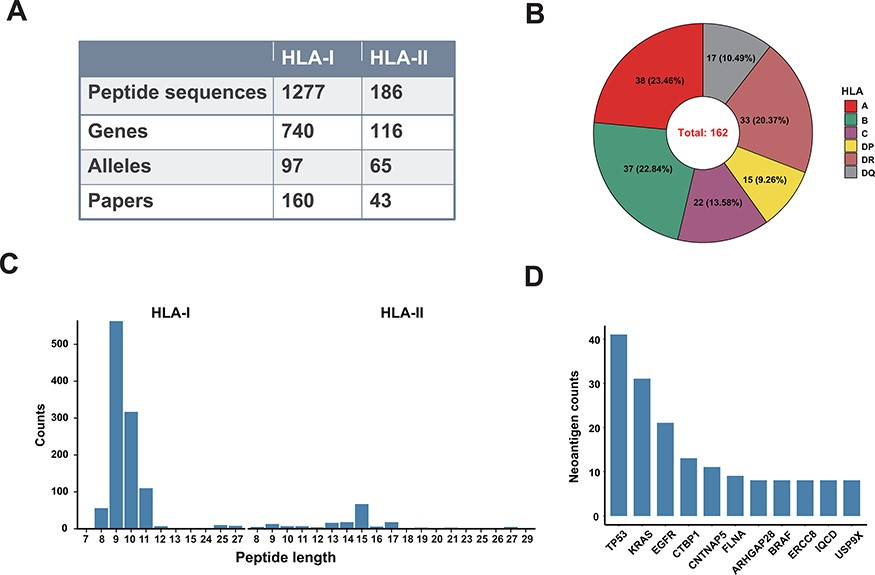 A
HLA-I HLA-II
Peptide sequences 1277 186
Genes 740 116
Alleles 97 65
Papers 160 43
B
17 (10.49%)
38 (23.46%)
33 (20.37%)
Total: 162
37 (22.84%)
15 (9.26%)
22 (13.58%)
HLA
A
B
C
DP
DR
DQ
C
HLA-I HLA-II
500
400
300
200
100
0
Counts
7 8 9 10 11 12 13 15 24 25 27 8 9 10 11 12 13 14 15 16 17 18 19 20 21 23 25 26 27 29
Peptide length
D
40
30
20
10
0
Neoantigen counts
TP53
KRAS
EGFR
CTBP1
CNTNAP5
FLNA
ARHGAP28
BRAF
ERCC8
IQCD
USP9X